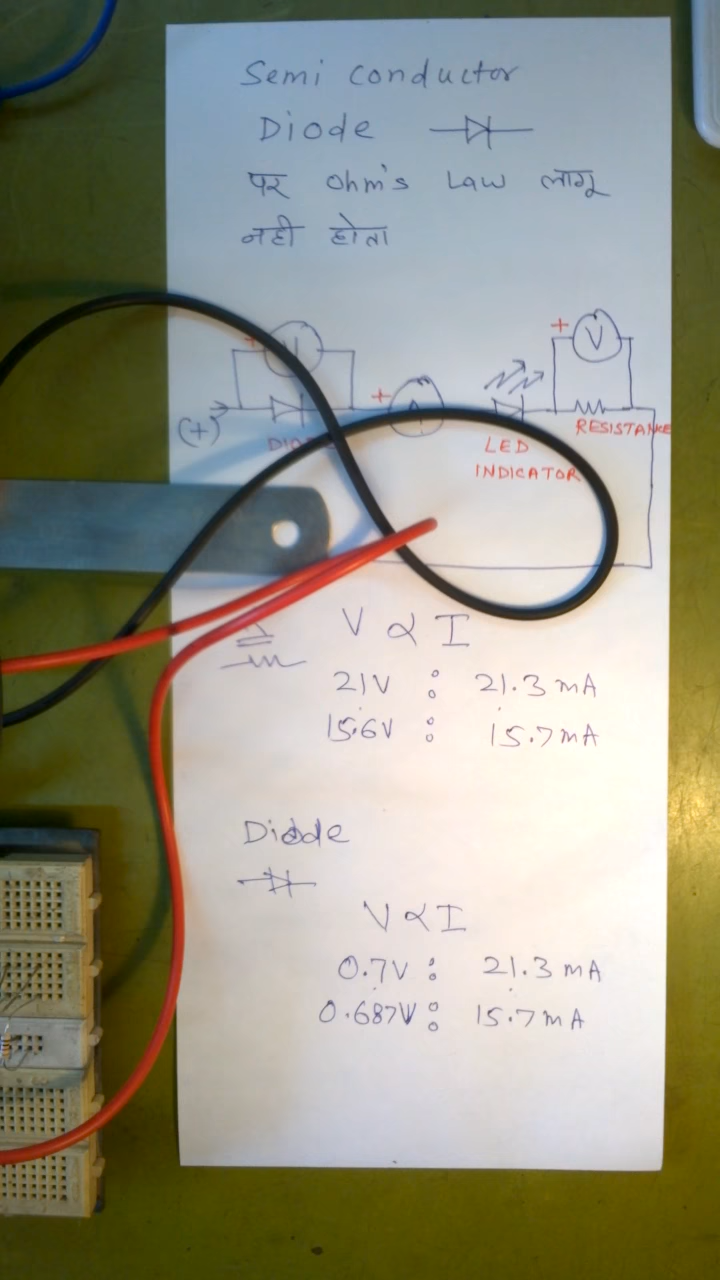 Semi Conductor
Diode
पर Ohm's Law लागू
नही होता
+ V
+ V
(+) + A
LED
INDICATOR
RESISTANCE
V ∝ I
21V : 21.3 mA
15.6V : 15.7 mA
Diode
V ∝ I
0.7V : 21.3 mA
0.687V : 15.7 mA